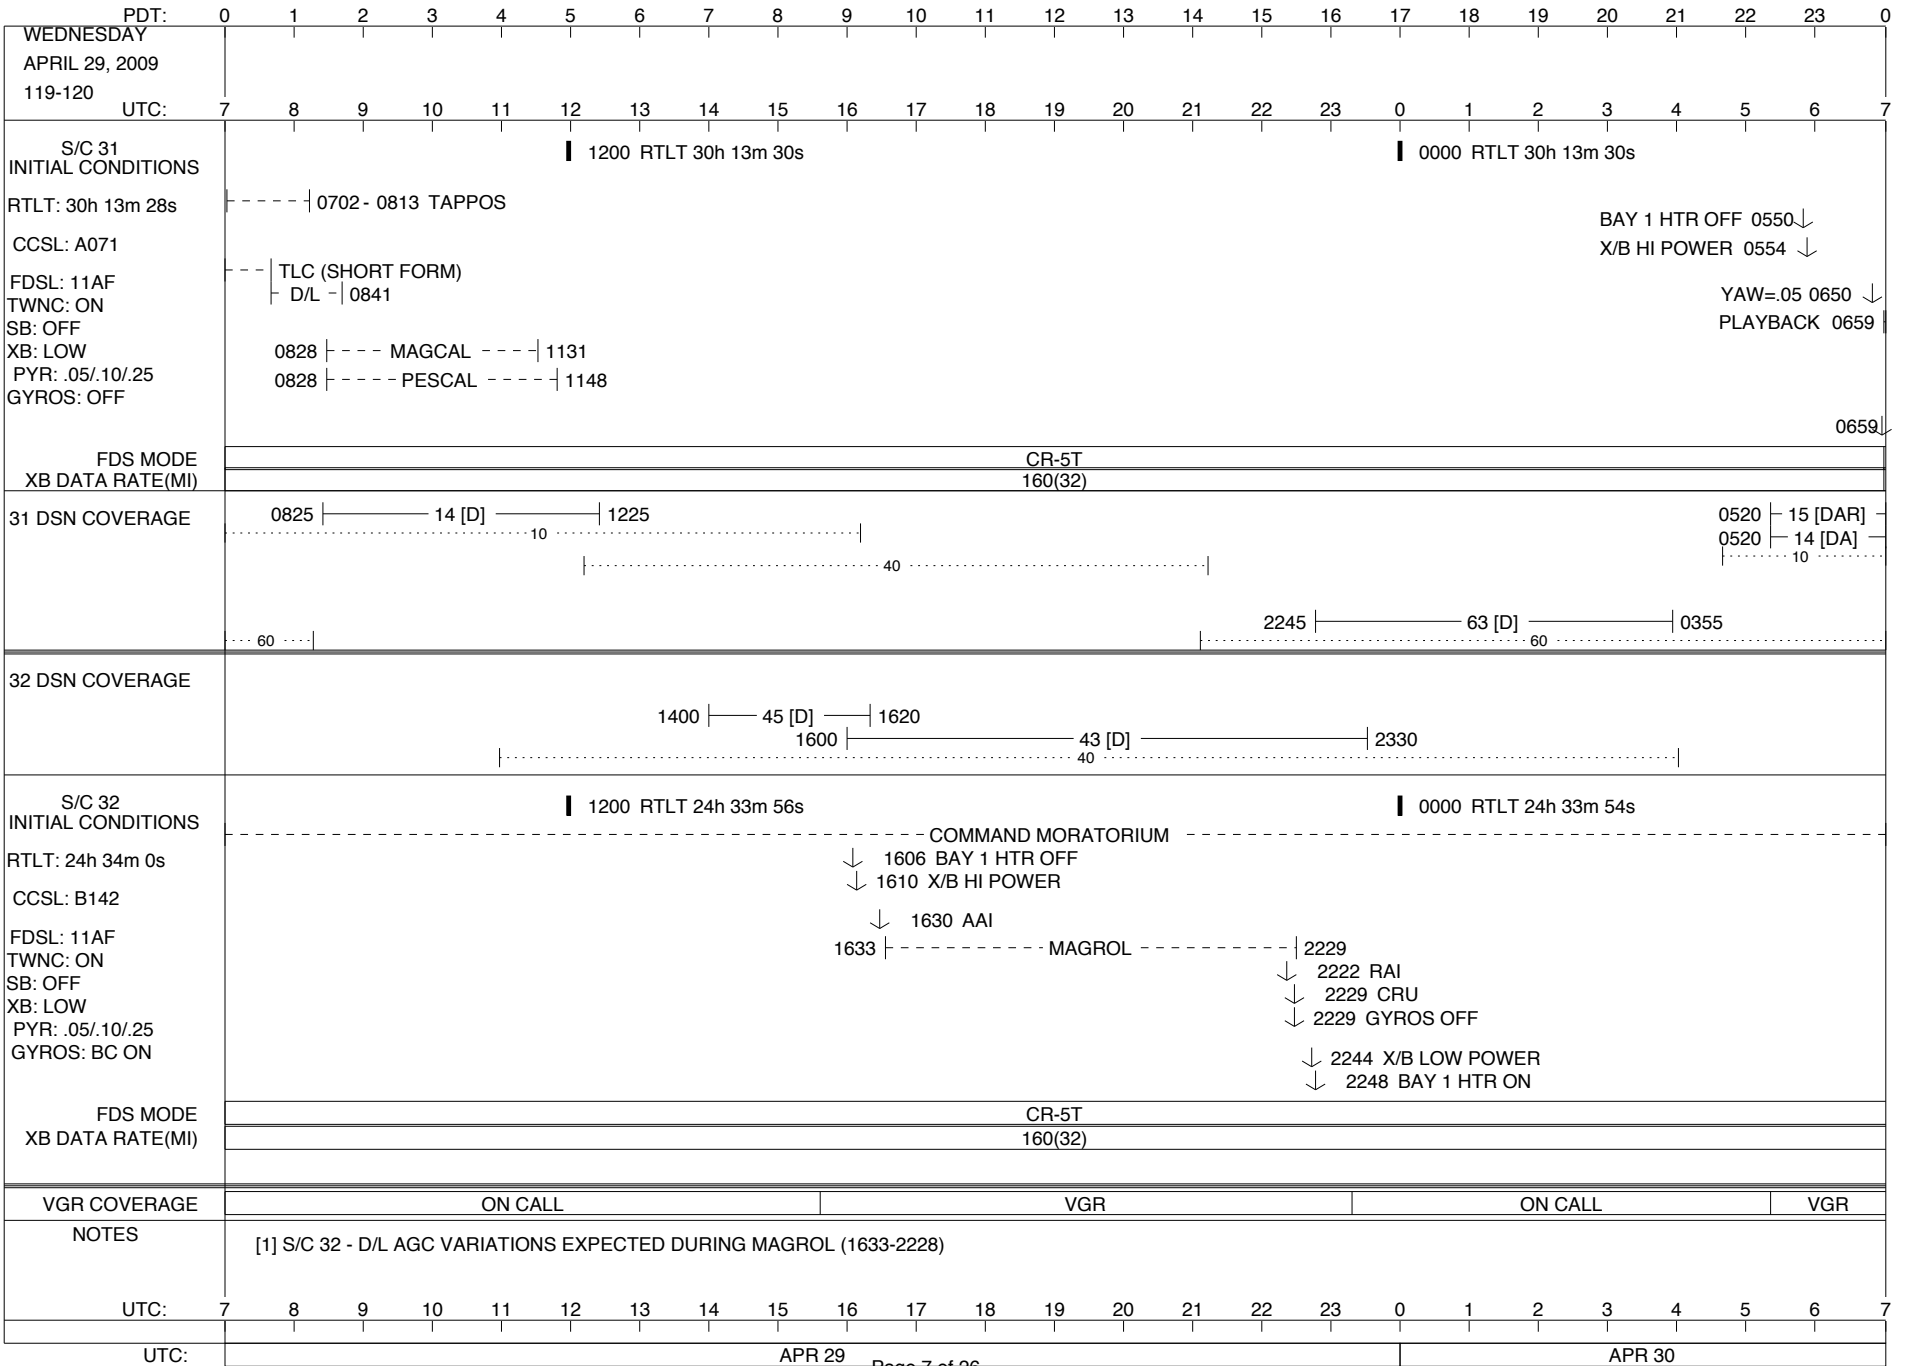 PDT: 0 1 2 3 4 5 6 7 8 9 10 11 12 13 14 15 16 17 18 19 20 21 22 23 0
WEDNESDAY
APRIL 29, 2009
119-120
UTC: 7 8 9 10 11 12 13 14 15 16 17 18 19 20 21 22 23 0 1 2 3 4 5 6 7
S/C 31
INITIAL CONDITIONS
1200 RTLT 30h 13m 30s
0000 RTLT 30h 13m 30s
RTLT: 30h 13m 28s
0702 - 0813 TAPPOS
BAY 1 HTR OFF 0550
CCSL: A071
X/B HI POWER 0554
TLC (SHORT FORM)
FDSL: 11AF
D/L 0841
YAW=.05 0650
TWNC: ON
PLAYBACK 0659
SB: OFF
XB: LOW
0828 MAGCAL 1131
PYR: .05/.10/.25
0828 PESCAL 1148
GYROS: OFF
0659
FDS MODE CR-5T
XB DATA RATE(MI) 160(32)
31 DSN COVERAGE
0825 14 [D] 1225
0520 15 [DAR]
10
0520 14 [DA]
10
40
2245 63 [D] 0355
60
60
32 DSN COVERAGE
1400 45 [D] 1620
1600 43 [D] 2330
40
S/C 32
INITIAL CONDITIONS
1200 RTLT 24h 33m 56s
0000 RTLT 24h 33m 54s
COMMAND MORATORIUM
RTLT: 24h 34m 0s
1606 BAY 1 HTR OFF
1610 X/B HI POWER
CCSL: B142
1630 AAI
FDSL: 11AF
1633 MAGROL 2229
TWNC: ON
2222 RAI
SB: OFF
2229 CRU
XB: LOW
2229 GYROS OFF
PYR: .05/.10/.25
GYROS: BC ON
2244 X/B LOW POWER
2248 BAY 1 HTR ON
FDS MODE CR-5T
XB DATA RATE(MI) 160(32)
VGR COVERAGE ON CALL VGR ON CALL VGR
NOTES
[1] S/C 32 - D/L AGC VARIATIONS EXPECTED DURING MAGROL (1633-2228)
UTC: 7 8 9 10 11 12 13 14 15 16 17 18 19 20 21 22 23 0 1 2 3 4 5 6 7
UTC: APR 29 APR 30
Page 7 of 26